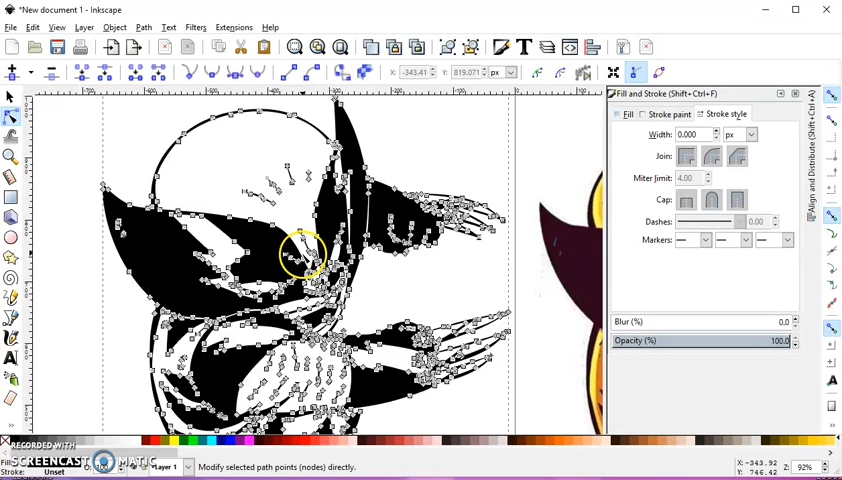 *New document 1 - Inkscape
File Edit View Layer Object Path Text Filters Extensions Help
X: -343.41 Y: 819.071 px
Fill and Stroke (Shift+Ctrl+F)
Fill Stroke paint Stroke style
Width: 0.000 px
Join:
Miter limit: 4.00
Cap:
Dashes: 0.00
Markers:
Blur (%) 0.0
Opacity (%) 100.0
Align and Distribute (Shift+Ctrl+A)
RECORDED WITH
SCREENCAST MATIC
Stroke: Unset
Layer 1 Modify selected path points (nodes) directly.
X: -343.92
Y: 746.42
Z: 92%